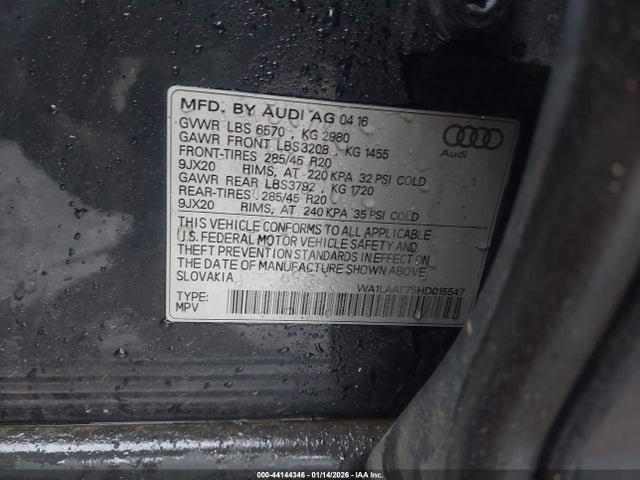 MFD. BY AUDI AG 04 16
GVWR LBS 6570 , KG 2980
GAWR FRONT LBS3208 , KG 1455
FRONT-TIRES 285/45 R20
9JX20 RIMS, AT 220 KPA 32 PSI COLD
GAWR REAR LBS3792 , KG 1720
REAR-TIRES 285/45 R20
9JX20 RIMS, AT 240 KPA 35 PSI COLD
Audi
THIS VEHICLE CONFORMS TO ALL APPLICABLE
U.S. FEDERAL MOTOR VEHICLE SAFETY AND
THEFT PREVENTION STANDARDS IN EFFECT ON
THE DATE OF MANUFACTURE SHOWN ABOVE.
SLOVAKIA
WA1LAAF75HD015547
TYPE:
MPV
000-44144346 | 01/14/2026 | COPYRIGHT IAA, LLC